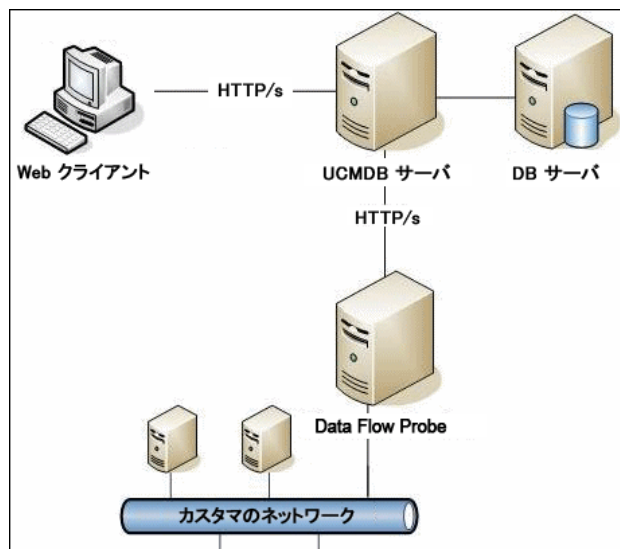 HTTP/s
Web クライアント
UCMDB サーバ
DB サーバ
HTTP/s
Data Flow Probe
カスタマのネットワーク